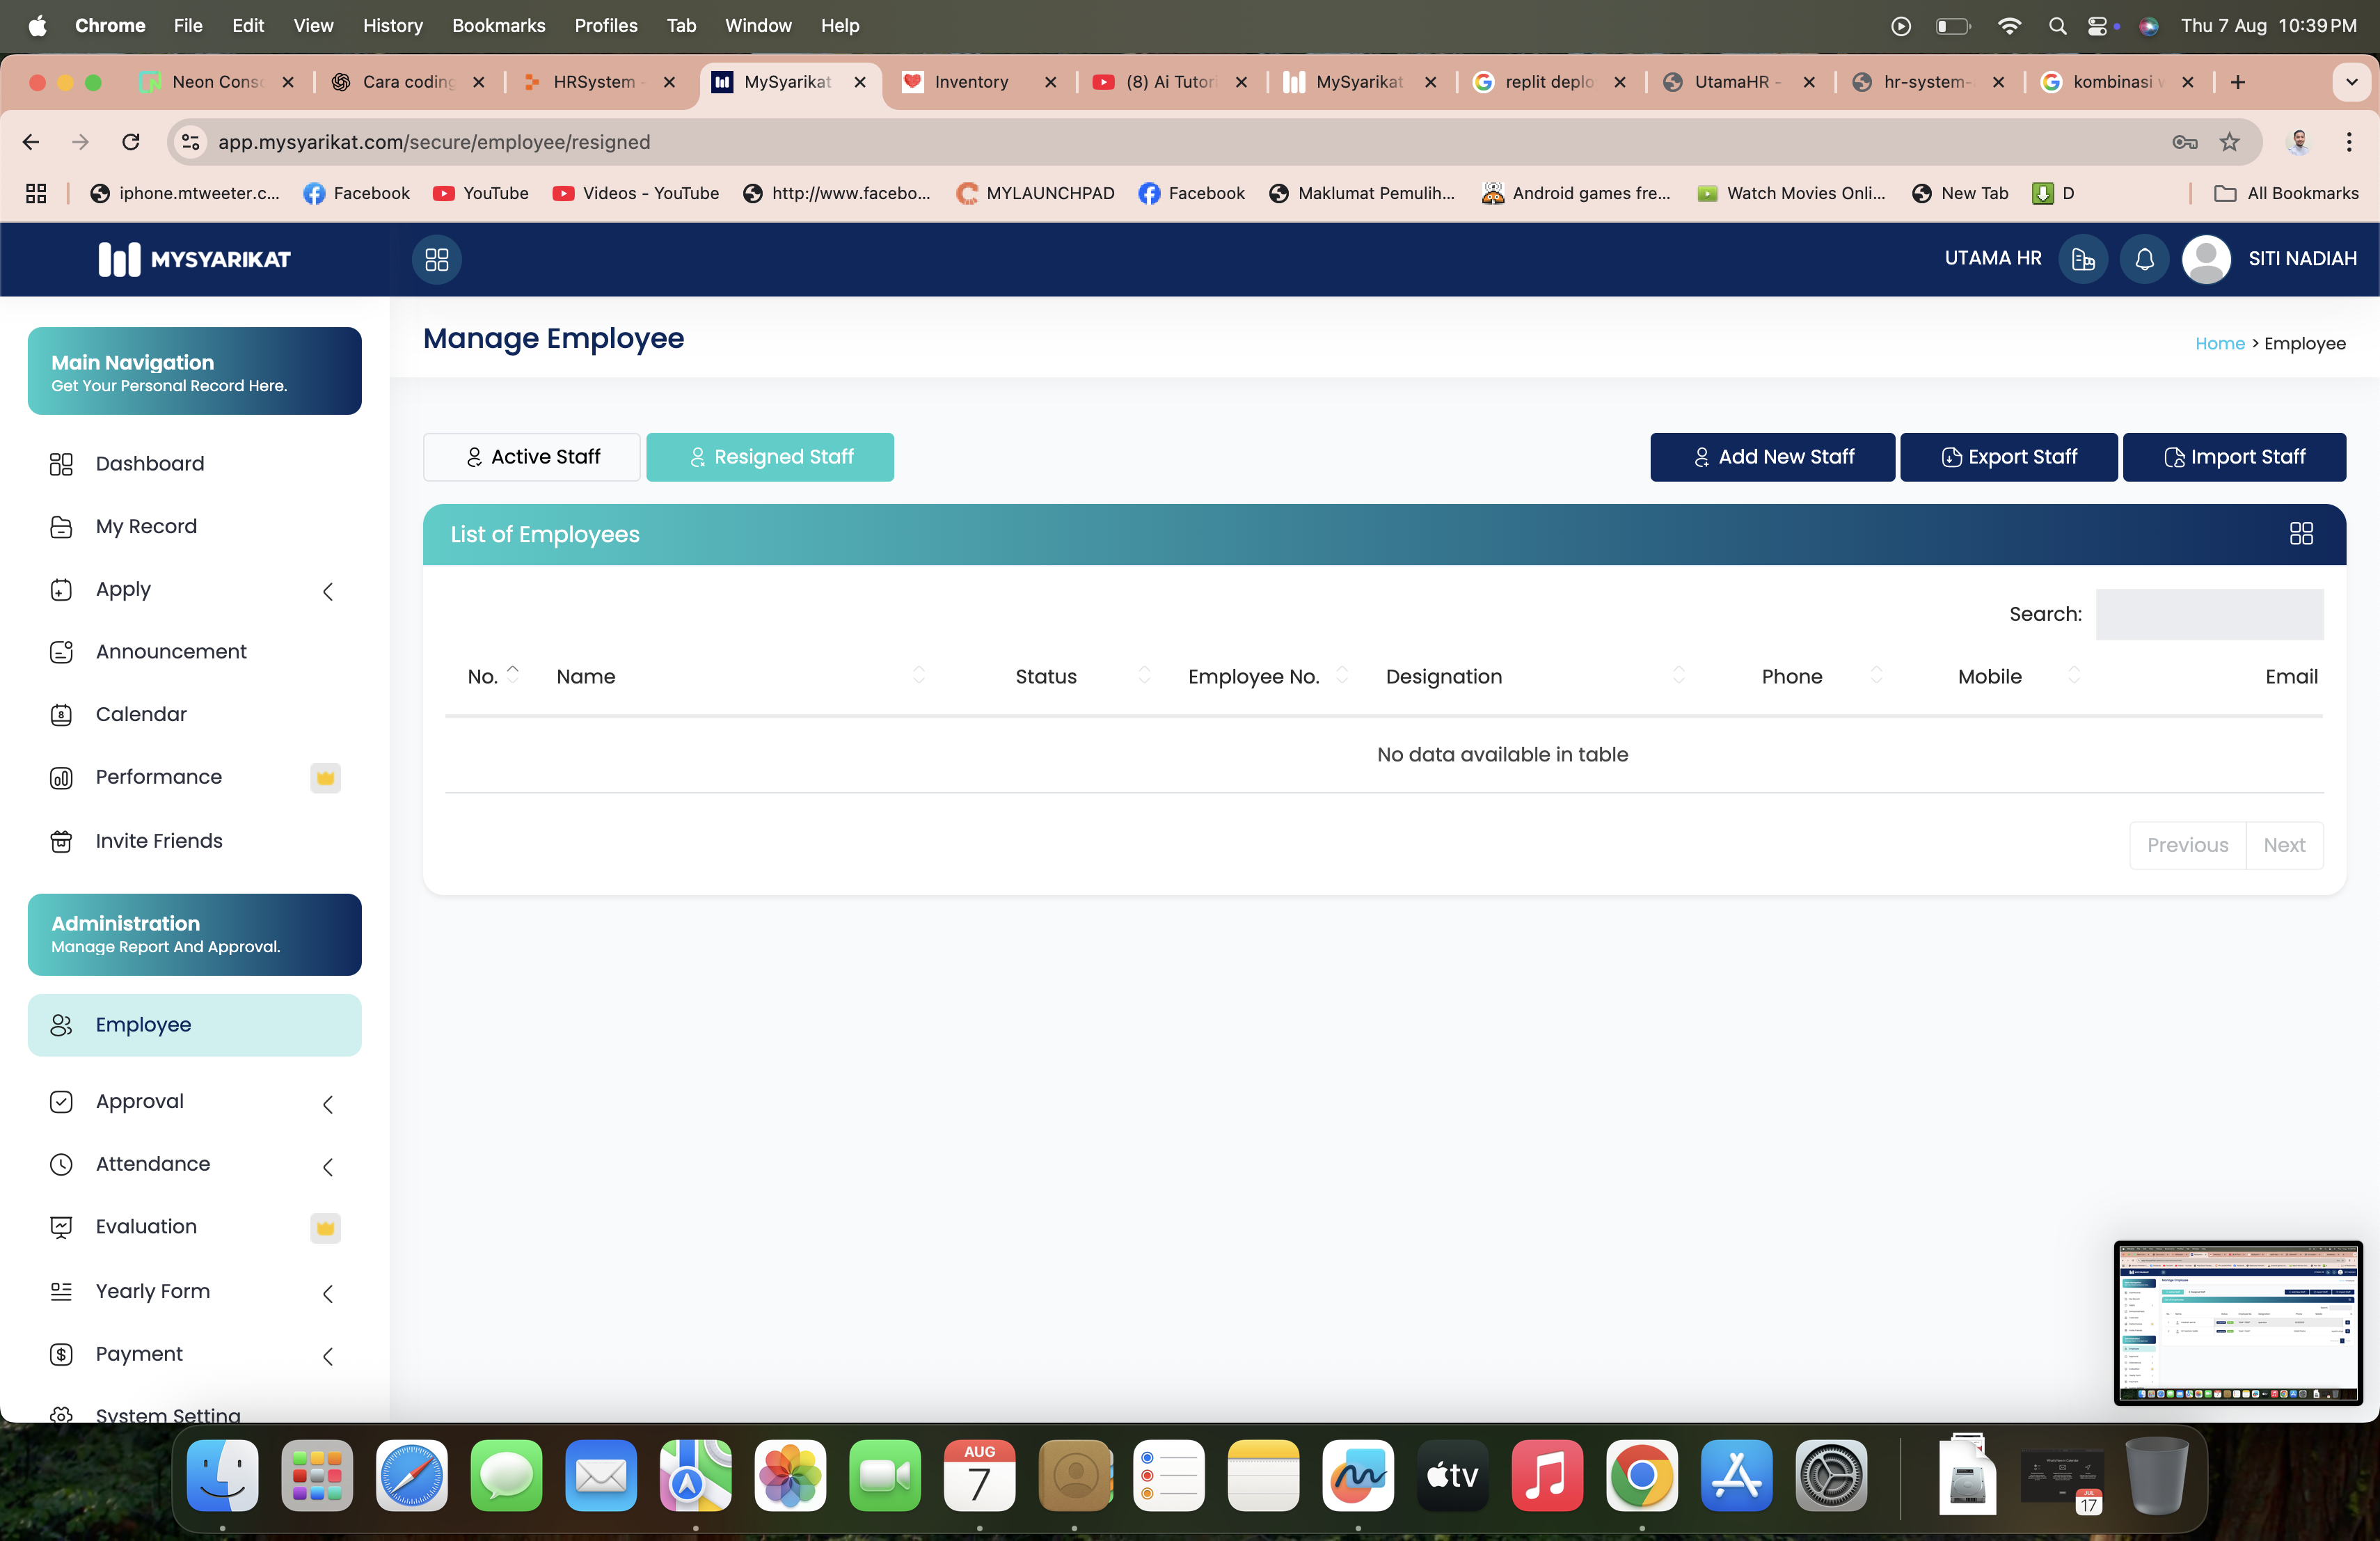 Chrome File Edit View History Bookmarks Profiles Tab Window Help Thu 7 Aug 10:39 PM
Neon Cons Cara coding HRSystem - MySyarikat Inventory (8) Ai Tutori MySyarikat replit deplo UtamaHR - hr-system- kombinasi w
app.mysyarikat.com/secure/employee/resigned
iphone.mtweeter.c... Facebook YouTube Videos - YouTube http://www.facebo... MYLAUNCHPAD Facebook Maklumat Pemulih... Android games fre... Watch Movies Onli... New Tab D All Bookmarks
MYSYARIKAT UTAMA HR SITI NADIAH
Manage Employee
Home > Employee
Main Navigation
Get Your Personal Record Here.
Dashboard
My Record
Apply
Announcement
Calendar
Performance
Invite Friends
Administration
Manage Report And Approval.
Employee
Approval
Attendance
Evaluation
Yearly Form
Payment
System Setting
Active Staff Resigned Staff Add New Staff Export Staff Import Staff
List of Employees
Search:
No. Name Status Employee No. Designation Phone Mobile Email
No data available in table
Previous Next
AUG
7
tv
JUL
17